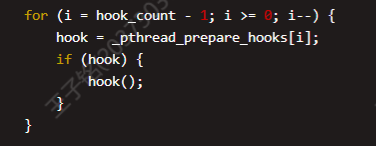 for (i = hook_count - 1; i >= 0; i--) {
    hook = _pthread_prepare_hooks[i];
    if (hook) {
        hook();
    }
}